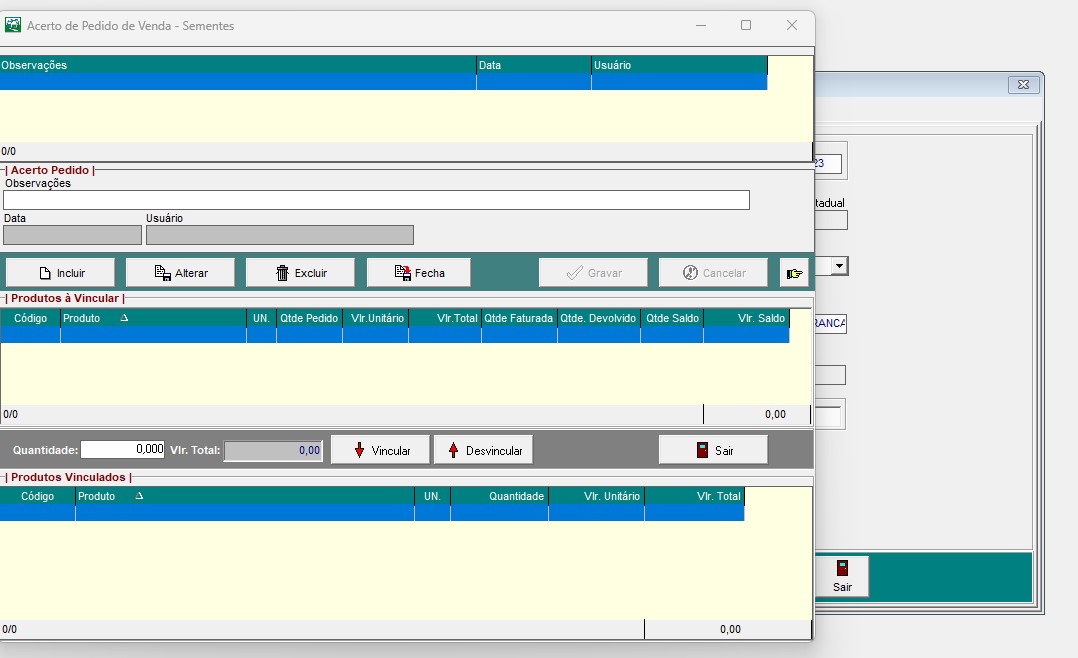 Acerto de Pedido de Venda - Sementes
Observações Data Usuário
0/0
23
| Acerto Pedido |
Observações
tadual
Data Usuário
Incluir Alterar Excluir Fecha Gravar Cancelar
| Produtos à Vincular |
Código Produto UN. Qtde Pedido Vlr.Unitário Vlr.Total Qtde Faturada Qtde. Devolvido Qtde Saldo Vlr. Saldo
RANCA
0/0 0,00
Quantidade: 0,000 Vlr. Total: 0,00 Vincular Desvincular Sair
| Produtos Vinculados |
Código Produto UN. Quantidade Vlr. Unitário Vlr. Total
Sair
0/0 0,00